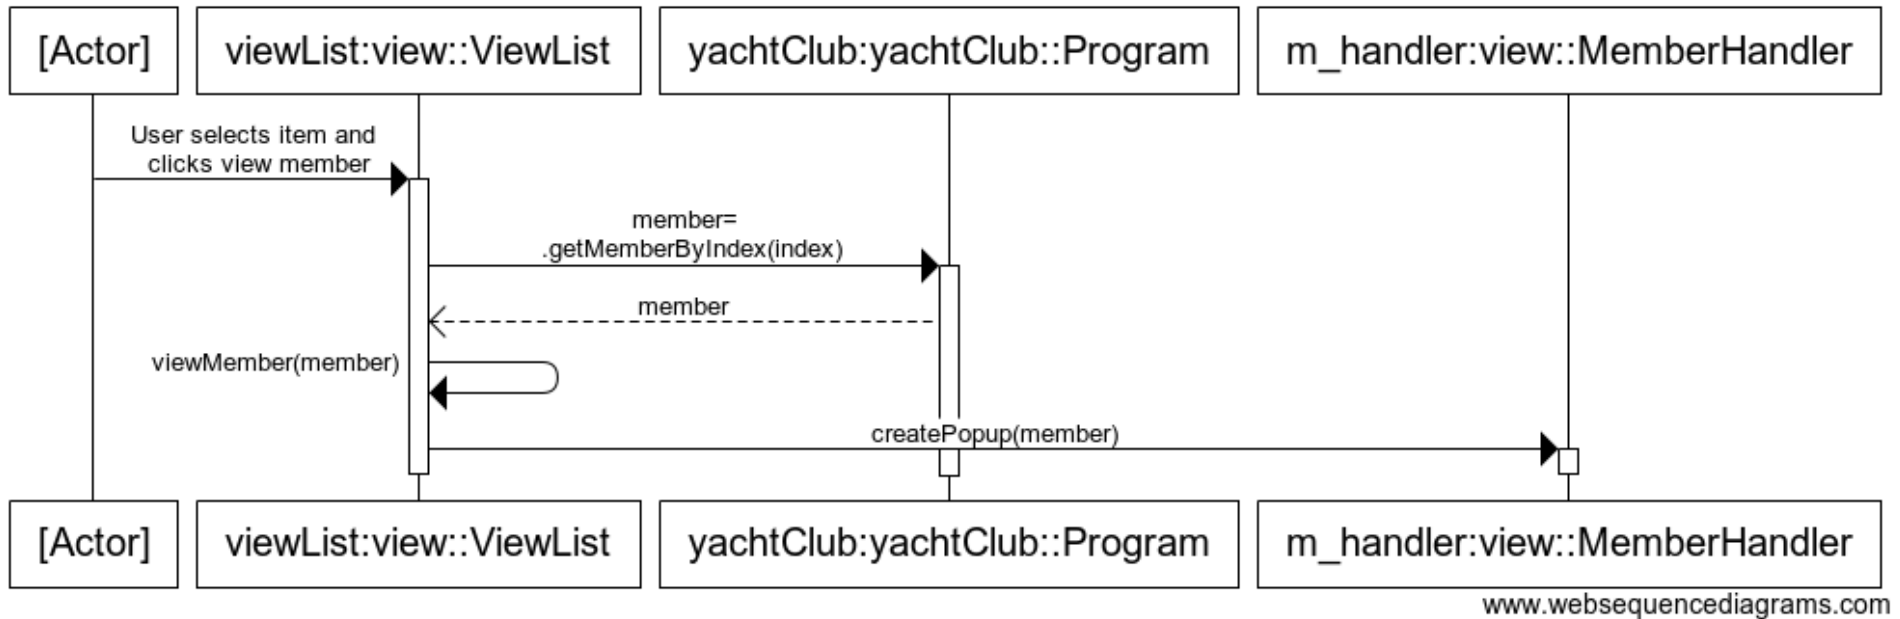 [Actor]
viewList:view::ViewList
yachtClub:yachtClub::Program
m_handler:view::MemberHandler
User selects item and
clicks view member
member=
.getMemberByIndex(index)
member
viewMember(member)
createPopup(member)
[Actor]
viewList:view::ViewList
yachtClub:yachtClub::Program
m_handler:view::MemberHandler
www.websequencediagrams.com